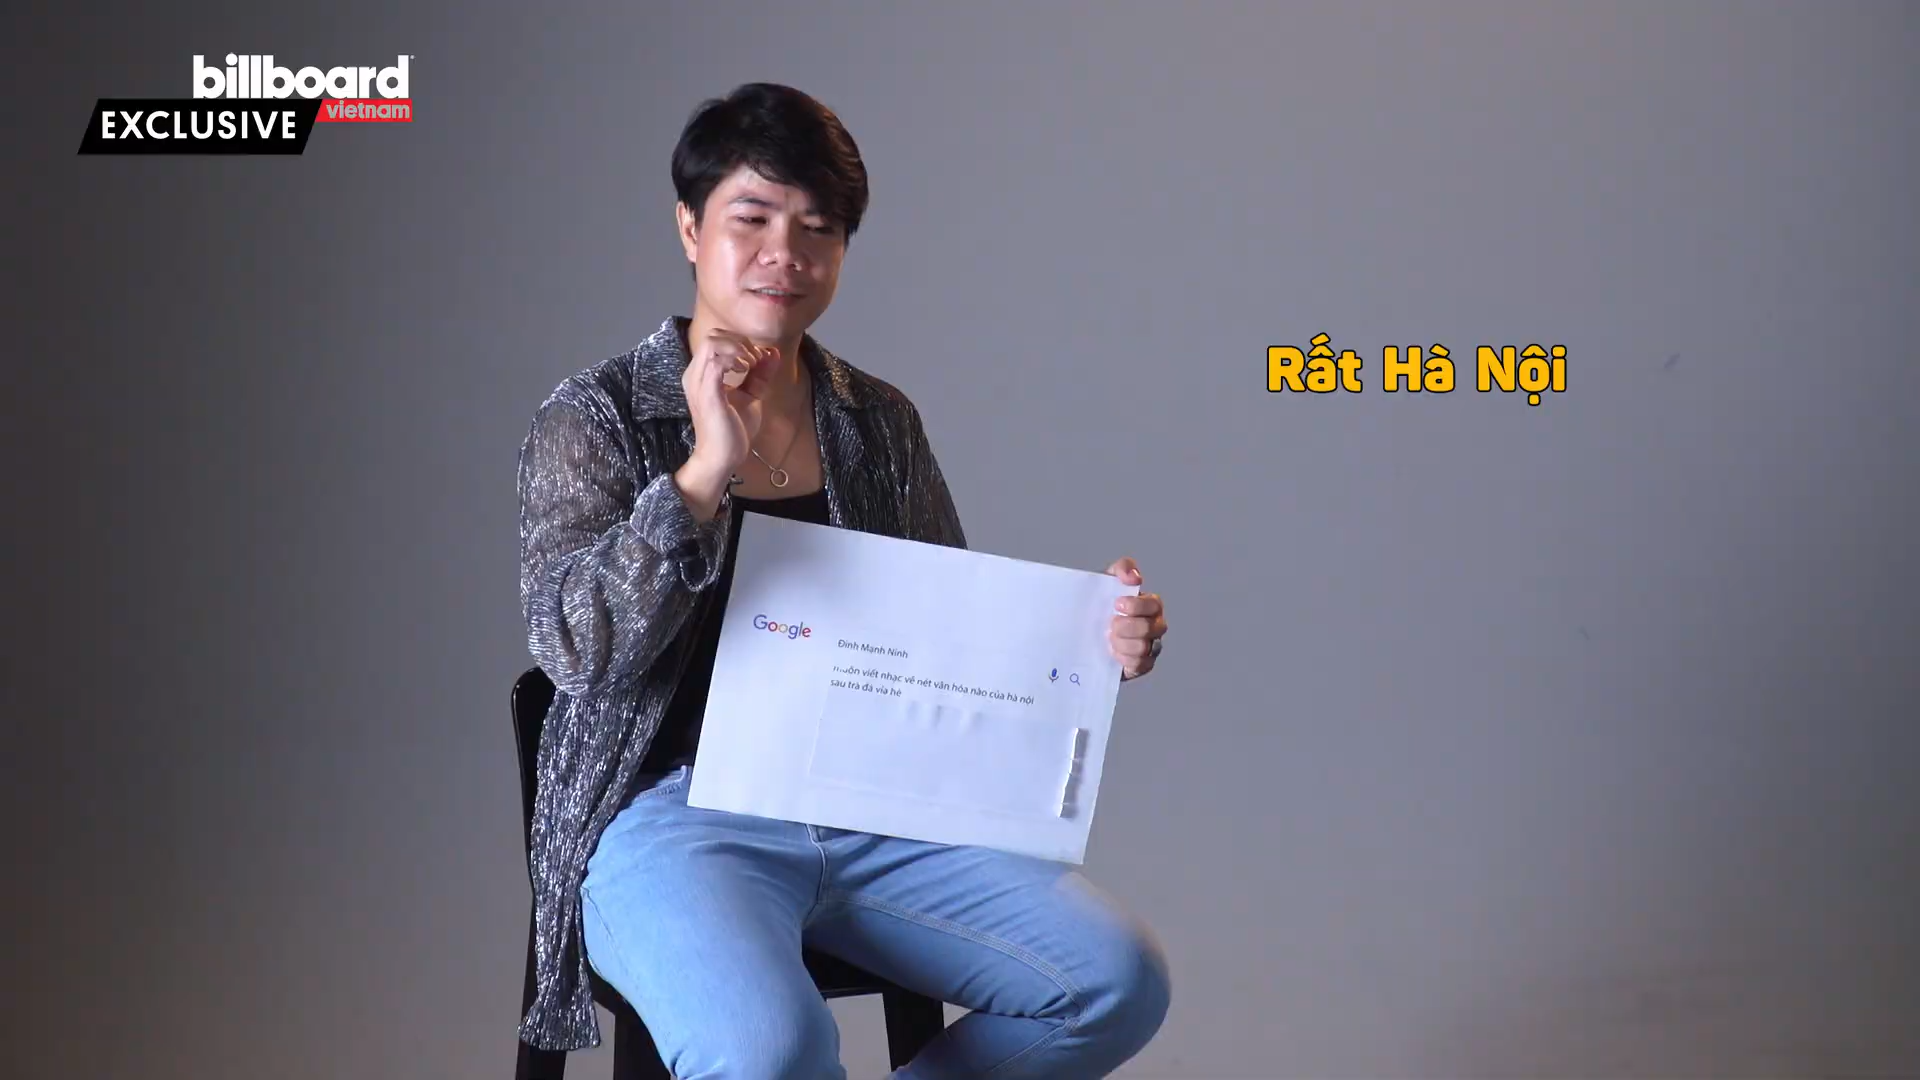 billboard
vietnam
EXCLUSIVE
Rất Hà Nội
Google
Đinh Mạnh Ninh
muốn viết nhạc về nét văn hóa nào của hà nội
sau trà đá vỉa hè